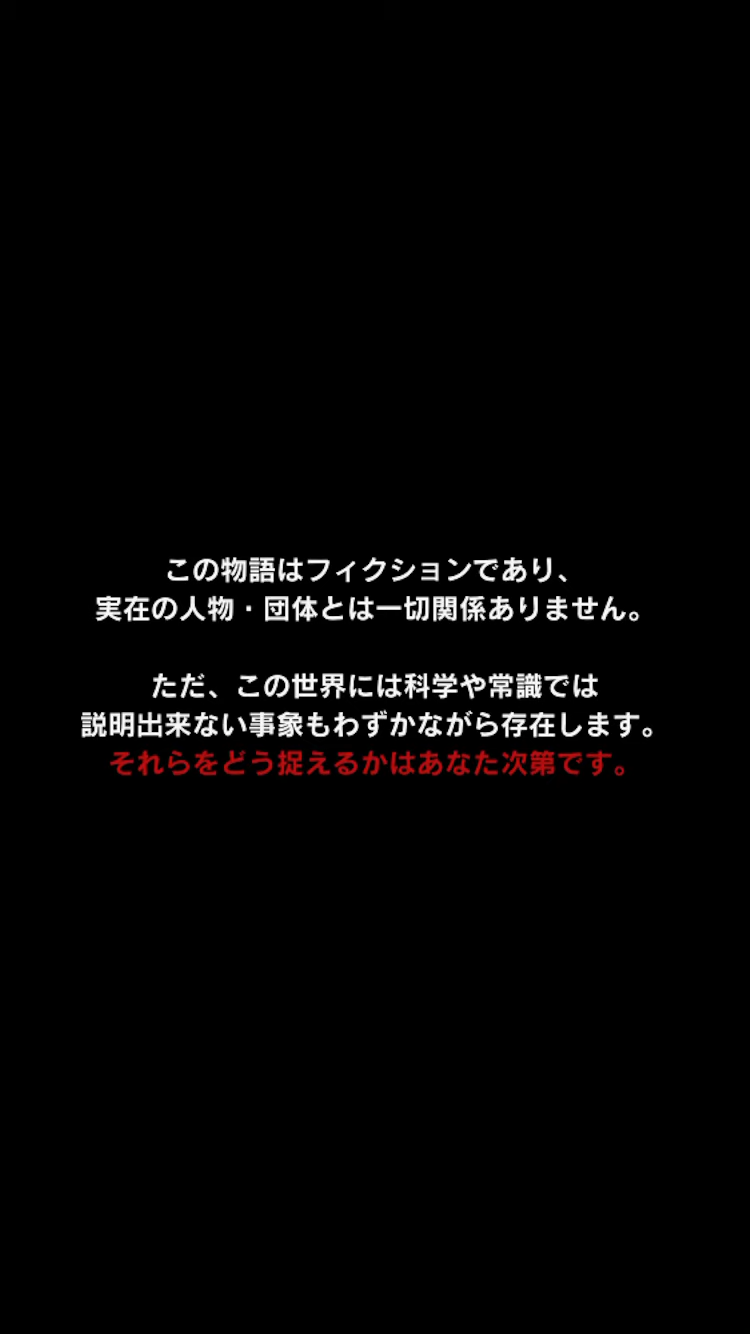 この物語はフィクションであり、
実在の人物・団体とは一切関係ありません。
ただ、この世界には科学や常識では
説明出来ない事象もわずかながら存在します。
それらをどう捉えるかはあなた次第です。